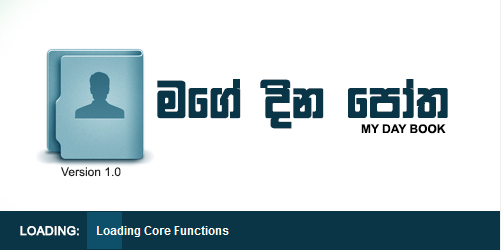 මගේ දින පෝත
MY DAY BOOK
Version 1.0
LOADING: Loading Core Functions